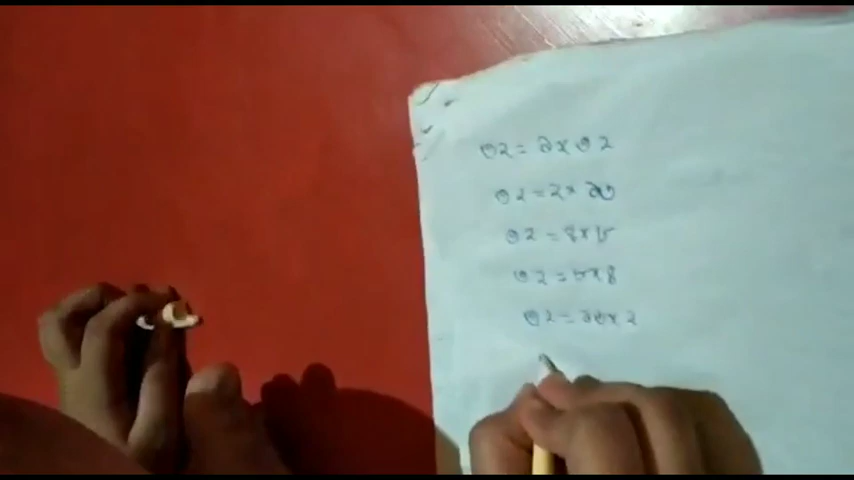 ৩২ = ১ × ৩২
৩২ = ২ × ১৬
৩২ = ৪ × ৮
৩২ = ৮ × ৪
৩২ = ১৬ × ২